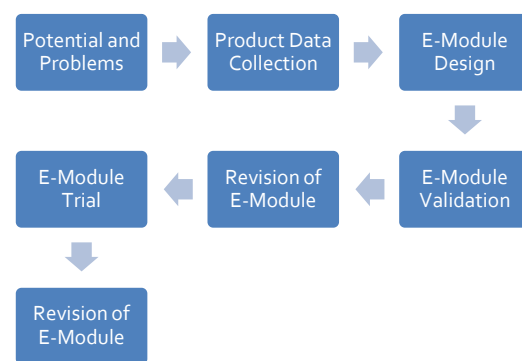 Potential and
Problems
Product Data
Collection
E-Module
Design
E-Module
Validation
Revision of
E-Module
E-Module
Trial
Revision of
E-Module